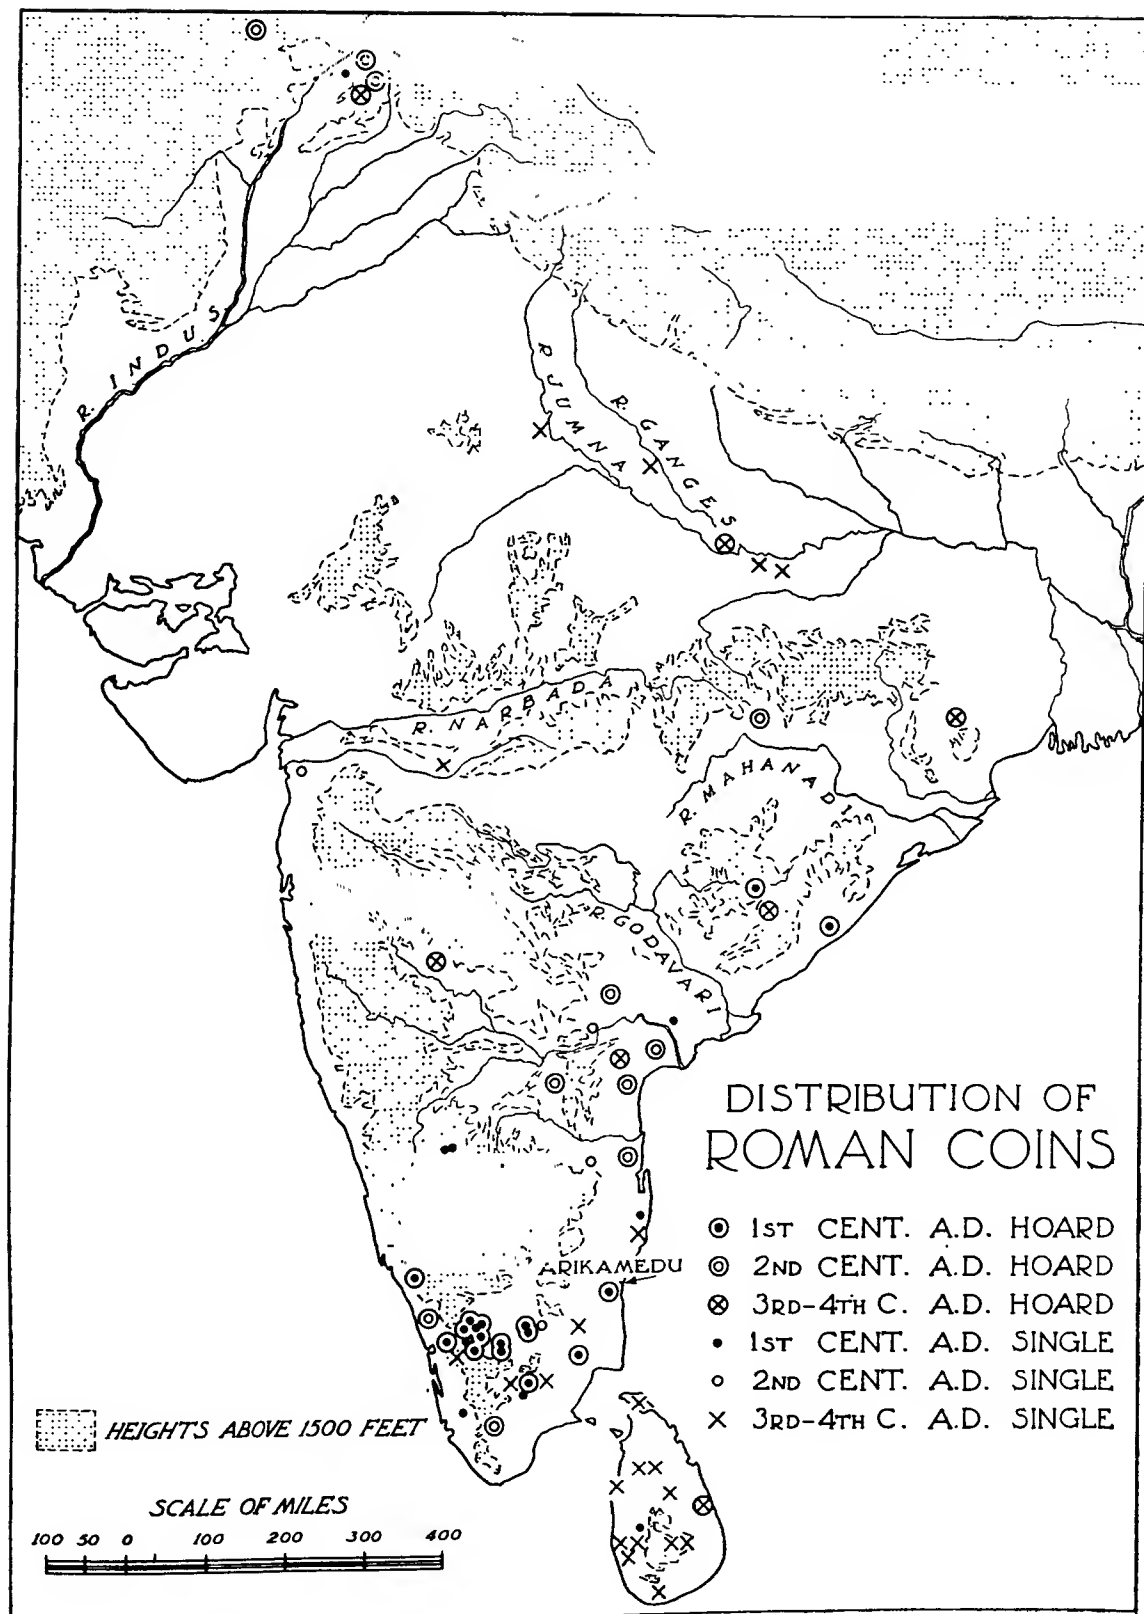 R. INDUS
R JUMNA
R. GANGES
R. NARBADA
R. MAHANADI
R. GODAVARI
DISTRIBUTION OF
ROMAN COINS
1ST CENT. A.D. HOARD
2ND CENT. A.D. HOARD
3RD-4TH C. A.D. HOARD
1ST CENT. A.D. SINGLE
2ND CENT. A.D. SINGLE
3RD-4TH C. A.D. SINGLE
ARIKAMEDU
HEIGHTS ABOVE 1500 FEET
SCALE OF MILES
100 50 0 100 200 300 400